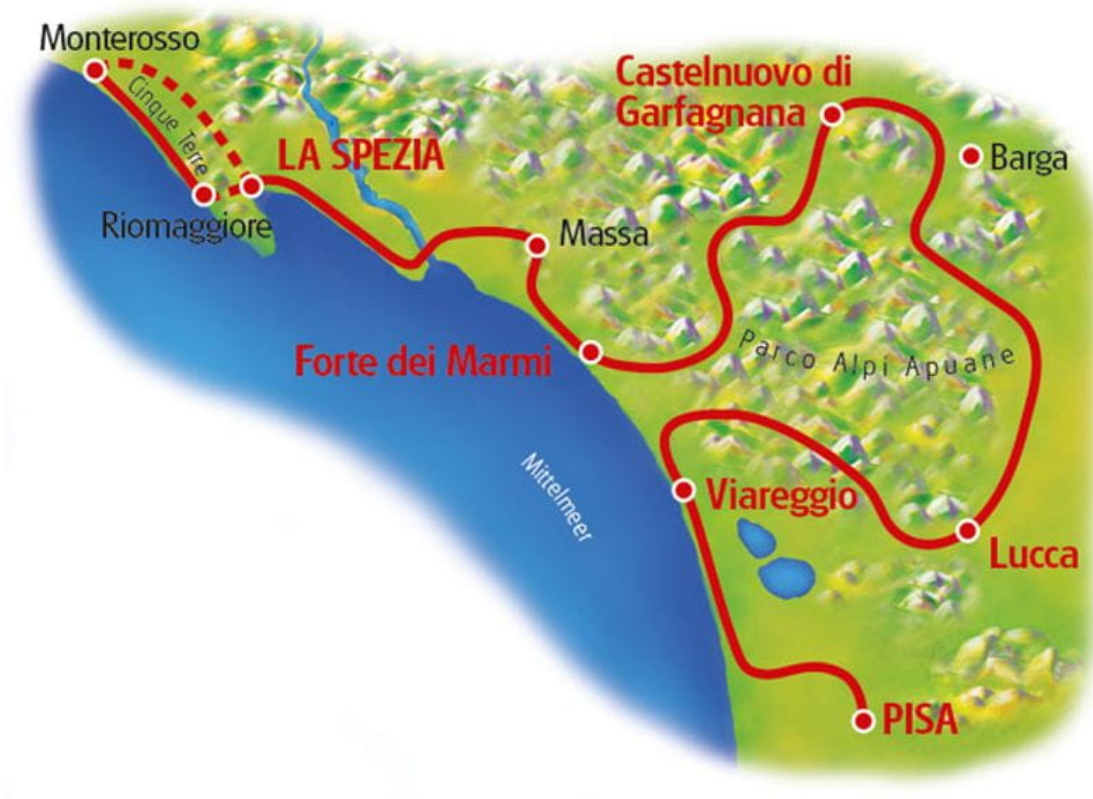 Monterosso
Castelnuovo di
Garfagnana
Cinque Terre
LA SPEZIA
Barga
Riomaggiore
Massa
Forte dei Marmi
Parco Alpi Apuane
Mittelmeer
Viareggio
Lucca
PISA